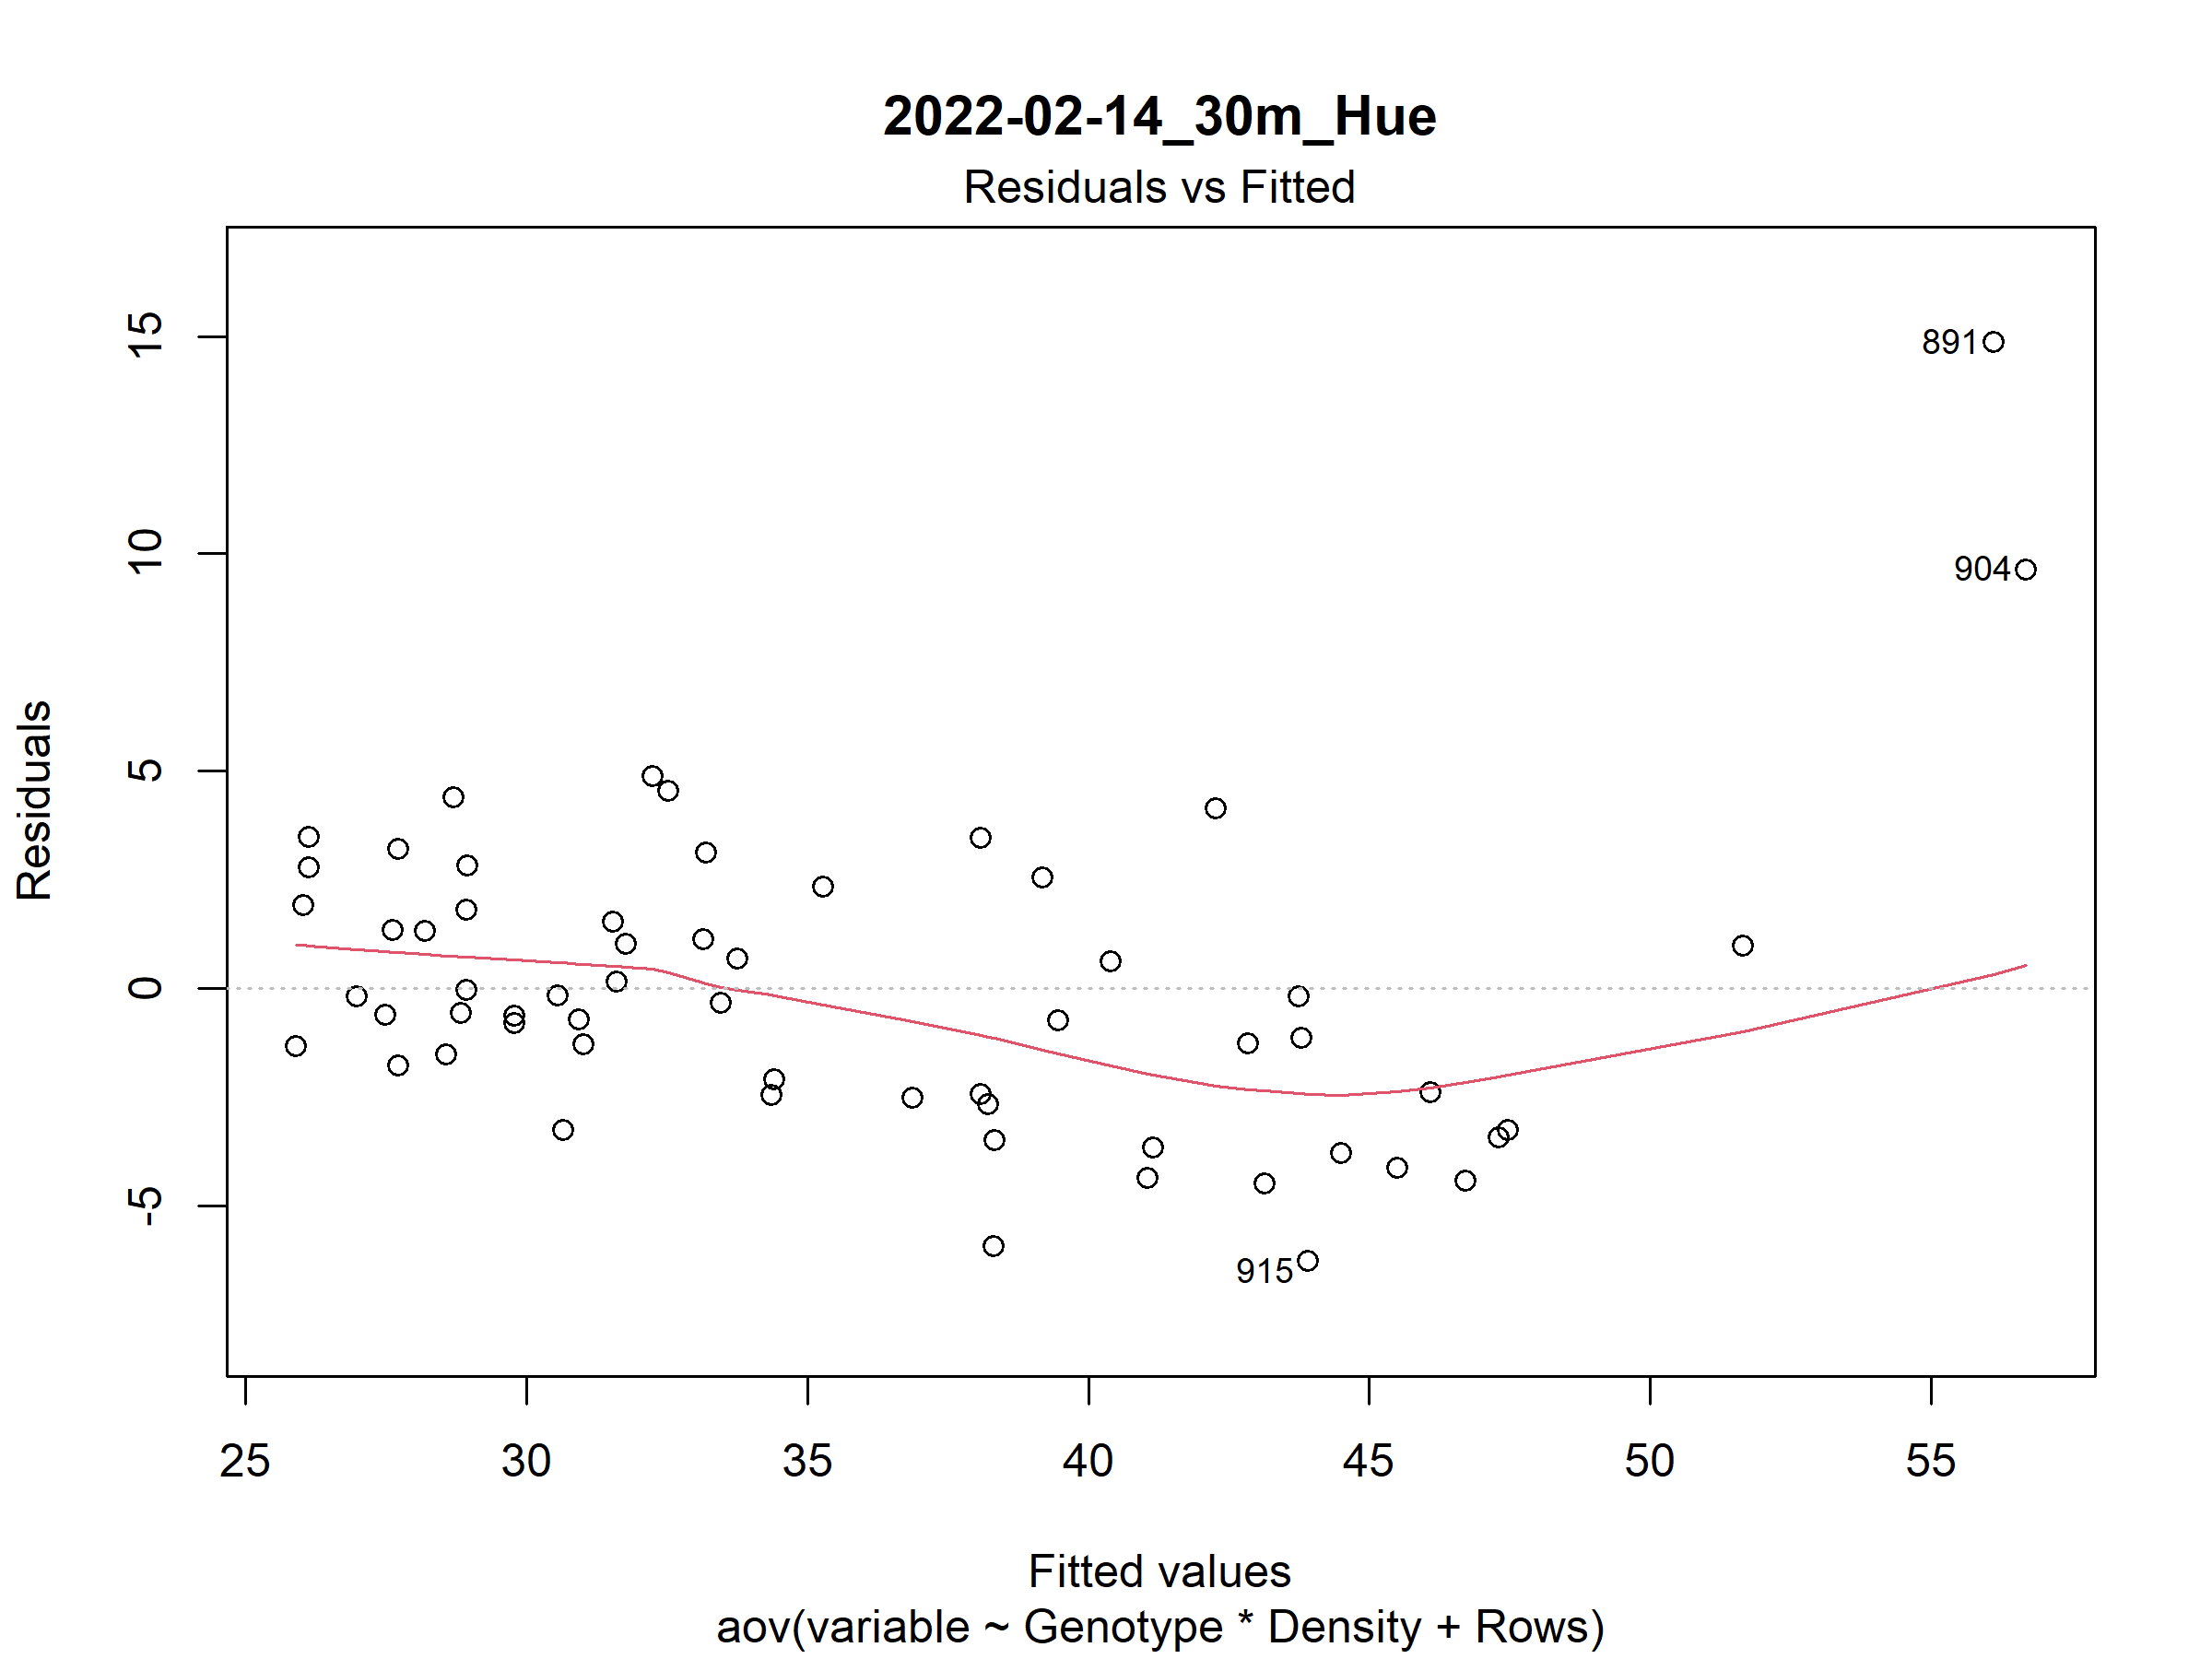 2022-02-14_30m_Hue
Residuals vs Fitted
Residuals
15
10
5
0
-5
891
904
915
25 30 35 40 45 50 55
Fitted values
aov(variable ~ Genotype * Density + Rows)